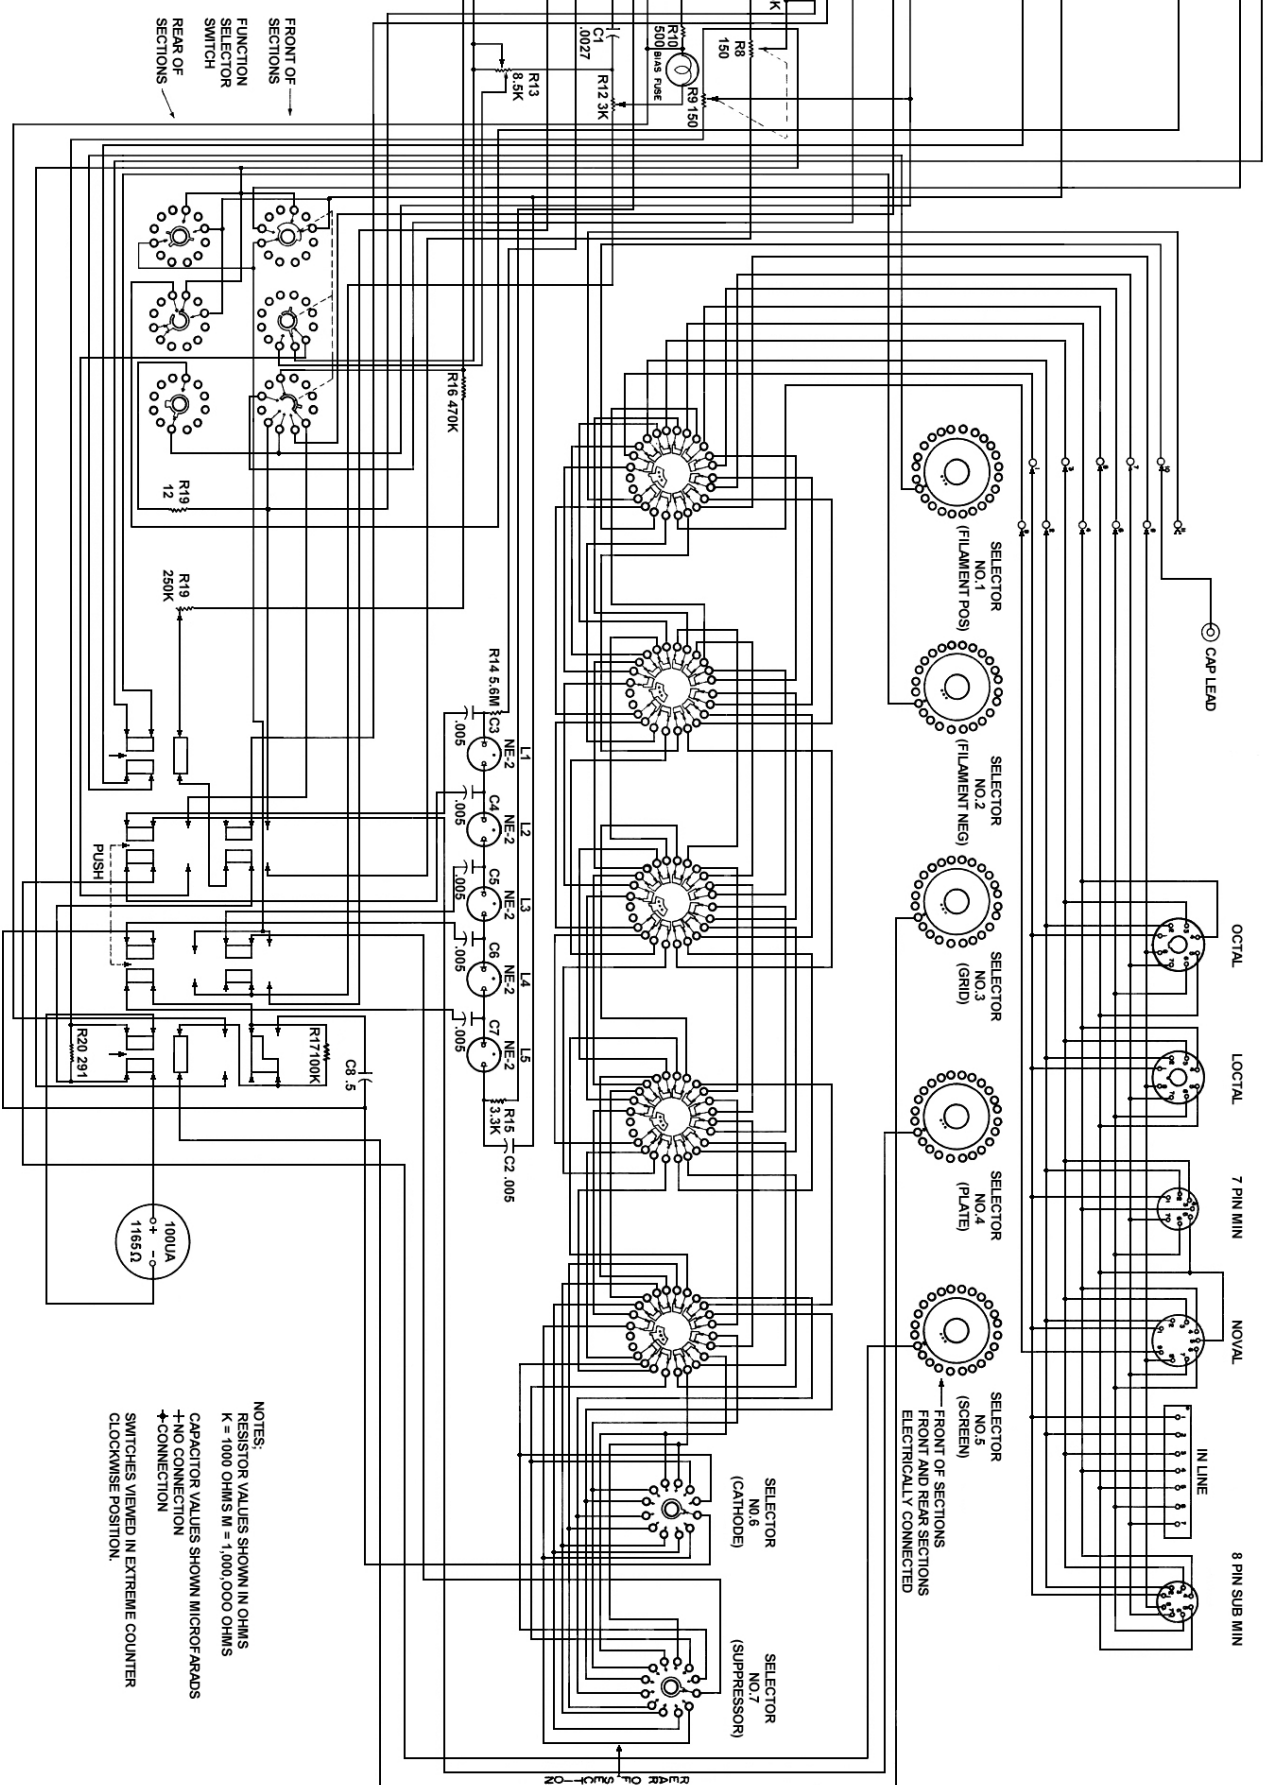 OCTAL
LOCTAL
7 PIN MIN
NOVAL
IN LINE
8 PIN SUB MIN
CAP LEAD
SELECTOR
NO.1
(FILAMENT POS)
SELECTOR
NO.2
(FILAMENT NEG)
SELECTOR
NO.3
(GRID)
SELECTOR
NO.4
(PLATE)
SELECTOR
NO.5
(SCREEN)
FRONT OF SECTIONS
FRONT AND REAR SECTIONS
ELECTRICALLY CONNECTED
SELECTOR
NO.6
(CATHODE)
SELECTOR
NO.7
(SUPPRESSOR)
REAR OF SECTION
K
R8
150
R9 150
R10
500
BIAS FUSE
C1
.0027
R12 3K
R13
8.5K
L1
NE-2
L2
NE-2
L3
NE-2
L4
NE-2
L5
NE-2
R14 5.6M
C3
.005
C4
.005
C5
.005
C6
.005
C7
.005
R15
3.3K
C2 .005
R16 470K
FRONT OF
SECTIONS
FUNCTION
SELECTOR
SWITCH
REAR OF
SECTIONS
R19
12
R19
250K
PUSH
R17100K
C8 .5
R20 291
100UA
+ -
1165Ω
NOTES;
RESISTOR VALUES SHOWN IN OHMS
K = 1000 OHMS M = 1,000,OOO OHMS
CAPACITOR VALUES SHOWN MICROFARADS
NO CONNECTION
CONNECTION
SWITCHES VIEWED IN EXTREME COUNTER
CLOCKWISE POSITION.